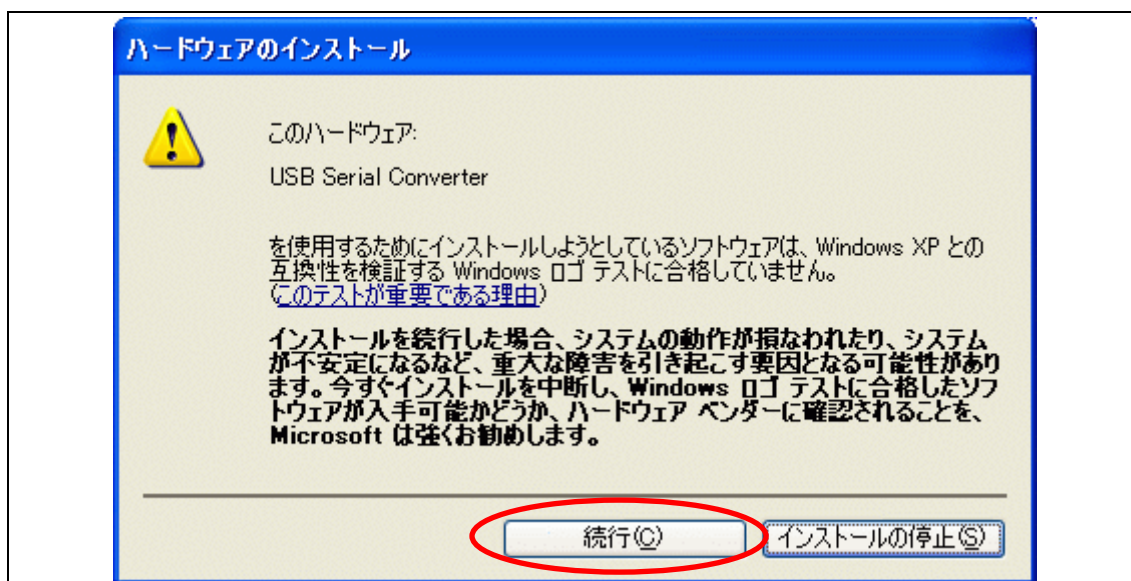 ハードウェアのインストール
このハードウェア:
USB Serial Converter
を使用するためにインストールしようとしているソフトウェアは、Windows XP との
互換性を検証する Windows ロゴ テストに合格していません。
(このテストが重要である理由)
インストールを続行した場合、システムの動作が損なわれたり、システム
が不安定になるなど、重大な障害を引き起こす要因となる可能性があり
ます。今すぐインストールを中断し、Windows ロゴ テストに合格したソフ
トウェアが入手可能かどうか、ハードウェア ベンダーに確認されることを、
Microsoft は強くお勧めします。
続行(C) インストールの停止(S)